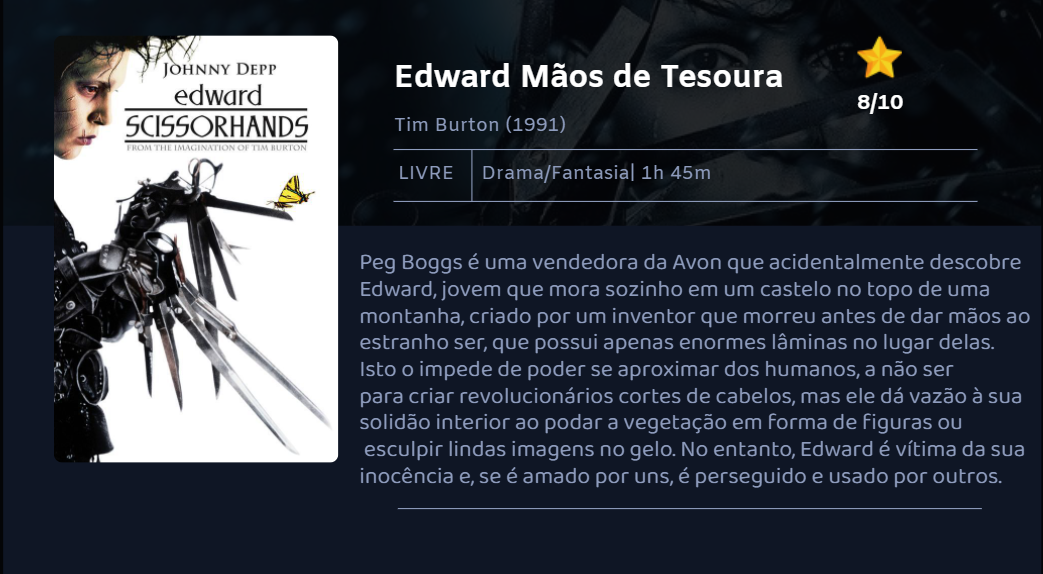 JOHNNY DEPP
edward
SCISSORHANDS
FROM THE IMAGINATION OF TIM BURTON
Edward Mãos de Tesoura
8/10
Tim Burton (1991)
LIVRE
Drama/Fantasia| 1h 45m
Peg Boggs é uma vendedora da Avon que acidentalmente descobre
Edward, jovem que mora sozinho em um castelo no topo de uma
montanha, criado por um inventor que morreu antes de dar mãos ao
estranho ser, que possui apenas enormes lâminas no lugar delas.
Isto o impede de poder se aproximar dos humanos, a não ser
para criar revolucionários cortes de cabelos, mas ele dá vazão à sua
solidão interior ao podar a vegetação em forma de figuras ou
esculpir lindas imagens no gelo. No entanto, Edward é vítima da sua
inocência e, se é amado por uns, é perseguido e usado por outros.